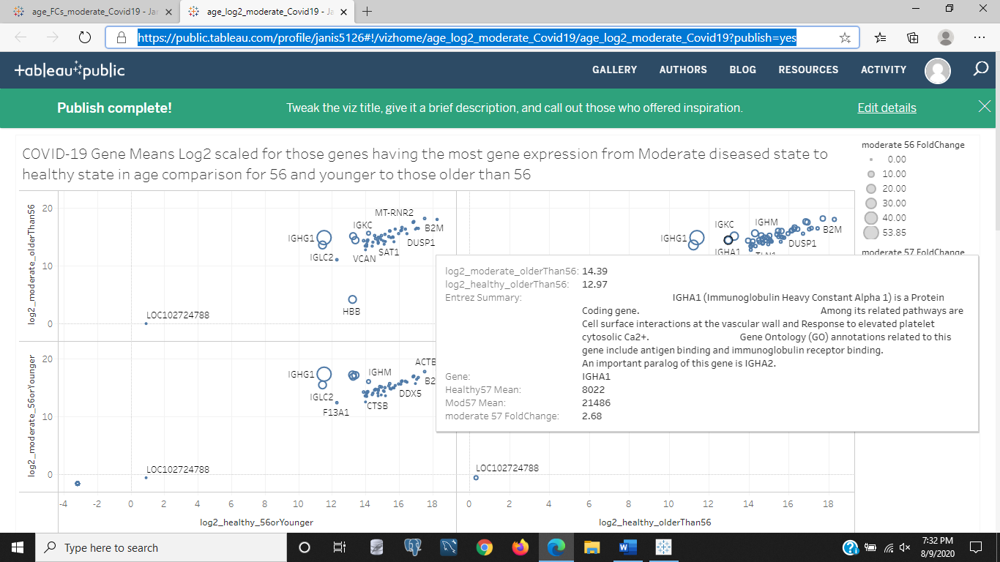 age_FCs_moderate_Covid19 - Ja
age_log2_moderate_Covid19 - Ja
https://public.tableau.com/profile/janis5126#!/vizhome/age_log2_moderate_Covid19/age_log2_moderate_Covid19?publish=yes
+ableau public
GALLERY AUTHORS BLOG RESOURCES ACTIVITY
Publish complete! Tweak the viz title, give it a brief description, and call out those who offered inspiration. Edit details
COVID-19 Gene Means Log2 scaled for those genes having the most gene expression from Moderate diseased state to
healthy state in age comparison for 56 and younger to those older than 56
moderate 56 FoldChange
0.00
10.00
20.00
30.00
40.00
53.85
moderate 57 FoldChange
log2_moderate_olderThan56
20
10
0
MT-RNR2
IGKC
B2M
IGHG1
DUSP1
SAT1
IGLC2
VCAN
HBB
LOC102724788
IGHM
IGKC
B2M
IGHG1
DUSP1
IGHA1
log2_moderate_olderThan56: 14.39
log2_healthy_olderThan56: 12.97
Entrez Summary: IGHA1 (Immunoglobulin Heavy Constant Alpha 1) is a Protein
Coding gene. Among its related pathways are
Cell surface interactions at the vascular wall and Response to elevated platelet
cytosolic Ca2+. Gene Ontology (GO) annotations related to this
gene include antigen binding and immunoglobulin receptor binding.
An important paralog of this gene is IGHA2.
Gene: IGHA1
Healthy57 Mean: 8022
Mod57 Mean: 21486
moderate 57 FoldChange: 2.68
log2_moderate_56orYounger
20
10
0
ACTB
IGHG1
IGHM
B2
IGLC2
DDX5
CTSB
F13A1
LOC102724788
LOC102724788
-4 -2 0 2 4 6 8 10 12 14 16 18
0 2 4 6 8 10 12 14 16 18
log2_healthy_56orYounger
log2_healthy_olderThan56
Type here to search
7:32 PM
8/9/2020